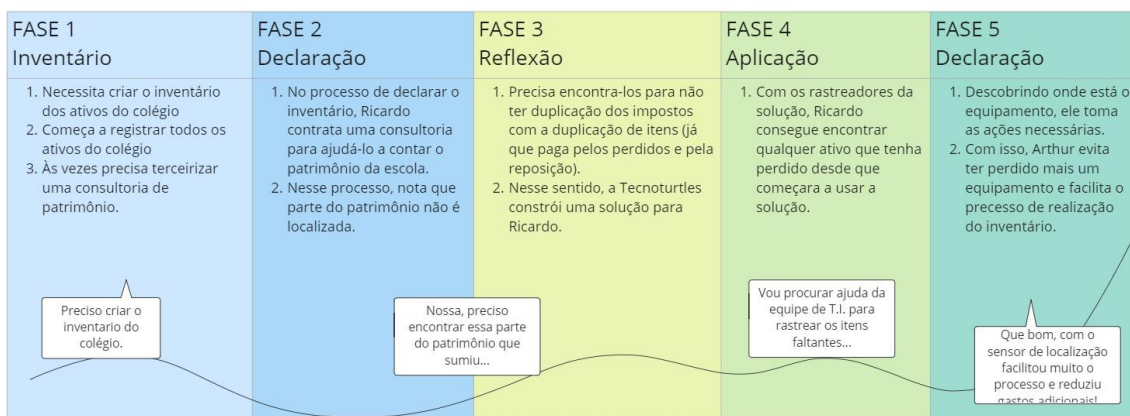 FASE 1
Inventário
1. Necessita criar o inventário
dos ativos do colégio
2. Começa a registrar todos os
ativos do colégio
3. Às vezes precisa terceirizar
uma consultoria de
patrimônio.
Preciso criar o
inventario do
colégio.
FASE 2
Declaração
1. No processo de declarar o
inventário, Ricardo
contrata uma consultoria
para ajudá-lo a contar o
patrimônio da escola.
2. Nesse processo, nota que
parte do patrimônio não é
localizada.
Nossa, preciso
encontrar essa parte
do patrimônio que
sumiu...
FASE 3
Reflexão
1. Precisa encontra-los para não
ter duplicação dos impostos
com a duplicação de itens (já
que paga pelos perdidos e pela
reposição).
2. Nesse sentido, a Tecnoturtles
constrói uma solução para
Ricardo.
FASE 4
Aplicação
1. Com os rastreadores da
solução, Ricardo
consegue encontrar
qualquer ativo que tenha
perdido desde que
começara a usar a
solução.
Vou procurar ajuda da
equipe de T.I. para
rastrear os itens
faltantes...
FASE 5
Declaração
1. Descobrindo onde está o
equipamento, ele toma
as ações necessárias.
2. Com isso, Arthur evita
ter perdido mais um
equipamento e facilita o
precesso de realização
do inventário.
Que bom, com o
sensor de localização
facilitou muito o
processo e reduziu
gastos adicionais!